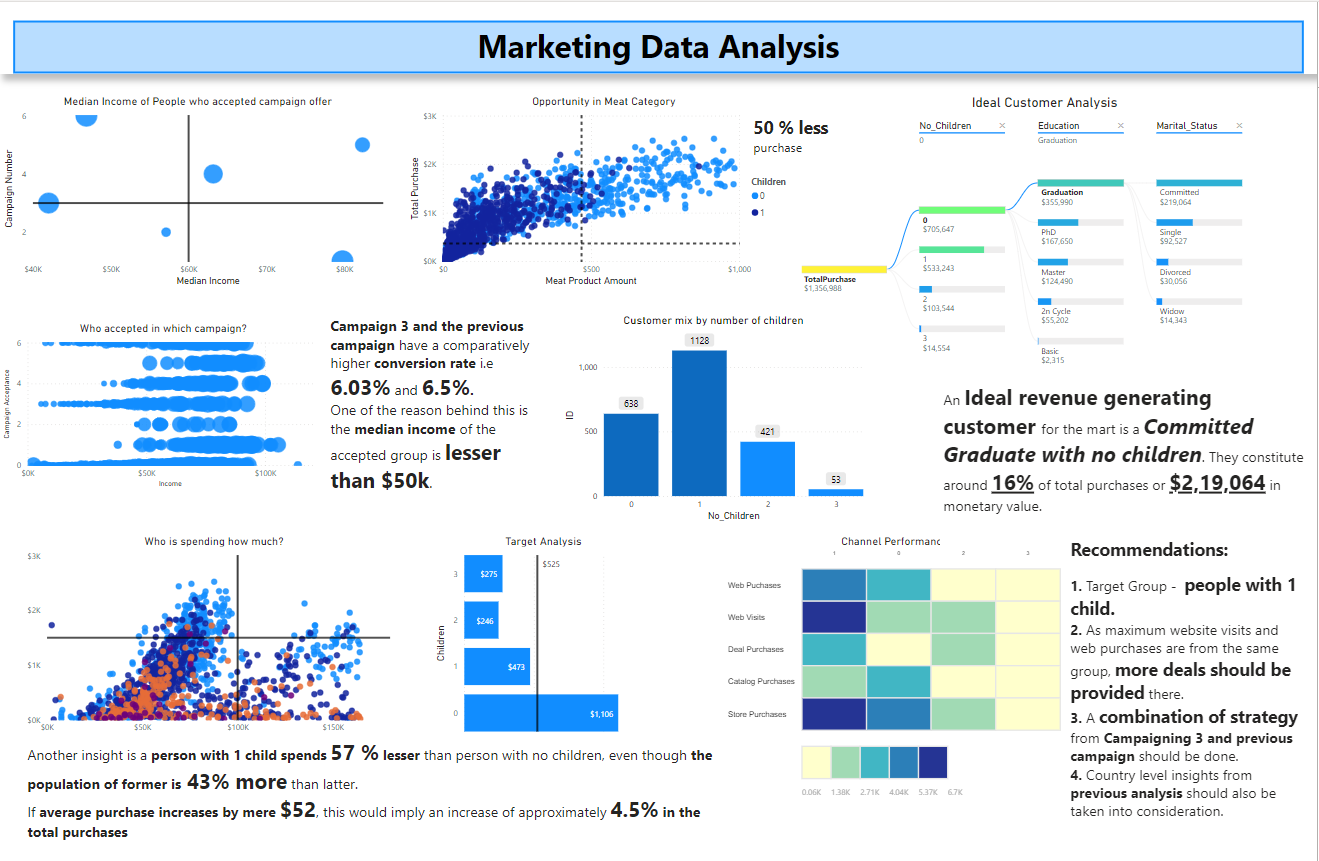 Marketing Data Analysis
Median Income of People who accepted campaign offer
Campaign Number
6
4
2
$40K $50K $60K $70K $80K
Median Income
Opportunity in Meat Category
Total Purchase
$3K
$2K
$1K
$0K
$0 $500 $1,000
Meat Product Amount
50 % less
purchase
Children
0
1
Ideal Customer Analysis
No_Children
0
Education
Graduation
Marital_Status
TotalPurchase
$1,356,988
0
$705,647
1
$533,243
2
$103,544
3
$14,554
Graduation
$355,990
PhD
$167,650
Master
$124,490
2n Cycle
$55,202
Basic
$2,315
Committed
$219,064
Single
$92,527
Divorced
$30,056
Widow
$14,343
Who accepted in which campaign?
Campaign Acceptance
6
4
2
0
$0K $50K $100K
Income
Campaign 3 and the previous
campaign have a comparatively
higher conversion rate i.e
6.03% and 6.5%.
One of the reason behind this is
the median income of the
accepted group is lesser
than $50k.
Customer mix by number of children
ID
1,000
500
0
638
1128
421
53
0 1 2 3
No_Children
An Ideal revenue generating
customer for the mart is a Committed
Graduate with no children. They constitute
around 16% of total purchases or $2,19,064 in
monetary value.
Who is spending how much?
$3K
$2K
$1K
$0K
$0K $50K $100K $150K
Target Analysis
Children
$525
3 $275
2 $246
1 $473
0 $1,106
Channel Performanc
1 0 2 3
Web Puchases
Web Visits
Deal Purchases
Catalog Purchases
Store Purchases
0.06K 1.38K 2.71K 4.04K 5.37K 6.7K
Recommendations:
1. Target Group - people with 1
child.
2. As maximum website visits and
web purchases are from the same
group, more deals should be
provided there.
3. A combination of strategy
from Campaigning 3 and previous
campaign should be done.
4. Country level insights from
previous analysis should also be
taken into consideration.
Another insight is a person with 1 child spends 57 % lesser than person with no children, even though the
population of former is 43% more than latter.
If average purchase increases by mere $52, this would imply an increase of approximately 4.5% in the
total purchases